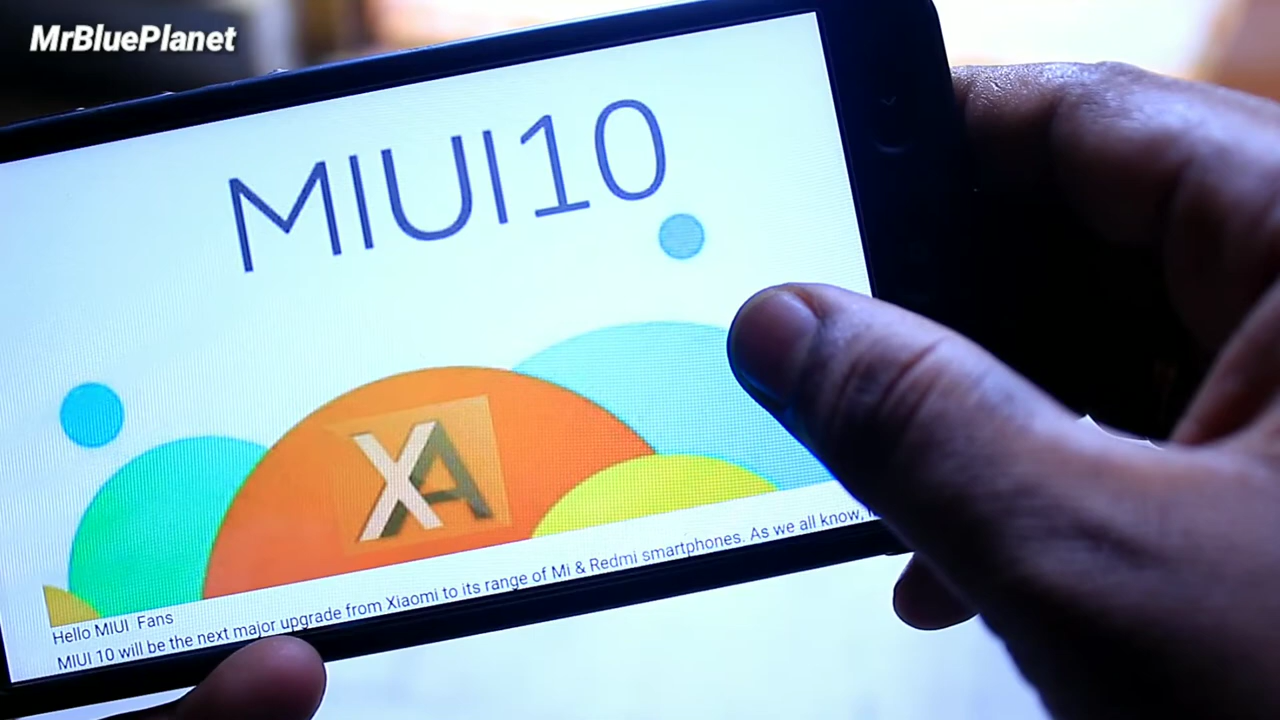 MrBluePlanet
MIUI10
XA
Hello MIUI Fans
MIUI 10 will be the next major upgrade from Xiaomi to its range of Mi & Redmi smartphones. As we all know,